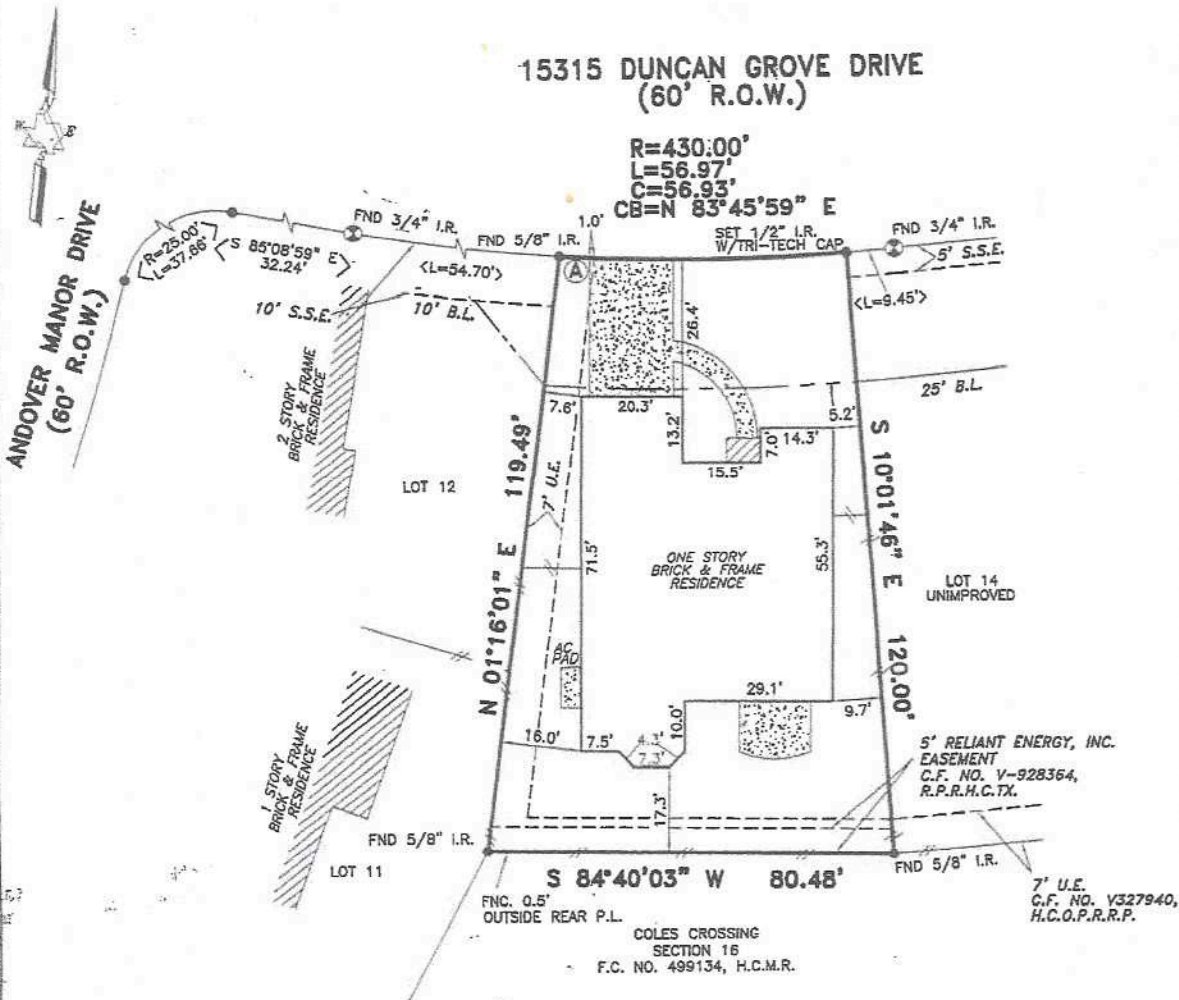 15315 DUNCAN GROVE DRIVE
(60' R.O.W.)
R=430.00'
L=56.97'
C=56.93'
CB=N 83°45'59" E
W
E
ANDOVER MANOR DRIVE
(60' R.O.W.)
R=25.00'
L=37.66'
S 85°08'59" E
32.24'
FND 3/4" I.R.
<L=54.70'>
FND 5/8" I.R.
1.0'
SET 1/2" I.R.
W/TRI-TECH CAP
FND 3/4" I.R.
5' S.S.E.
<L=9.45'>
A
10' S.S.E.
10' B.L.
26.4'
25' B.L.
2 STORY
BRICK & FRAME
RESIDENCE
LOT 12
7.6'
20.3'
13.2'
15.5'
7.0'
14.3'
5.2'
N 01°16'01" E 119.49'
7' U.E.
71.5'
ONE STORY
BRICK & FRAME
RESIDENCE
55.3'
S 10°01'46" E 120.00'
LOT 14
UNIMPROVED
AC
PAD
29.1'
9.7'
10.0'
16.0'
7.5'
4.3'
7.3'
17.3'
5' RELIANT ENERGY, INC.
EASEMENT
C.F. NO. V-928364,
R.P.R.H.C.TX.
1 STORY
BRICK & FRAME
RESIDENCE
FND 5/8" I.R.
LOT 11
S 84°40'03" W 80.48'
FND 5/8" I.R.
7' U.E.
C.F. NO. V327940,
H.C.O.P.R.R.P.
FNC. 0.5'
OUTSIDE REAR P.L.
COLES CROSSING
SECTION 16
F.C. NO. 499134, H.C.M.R.